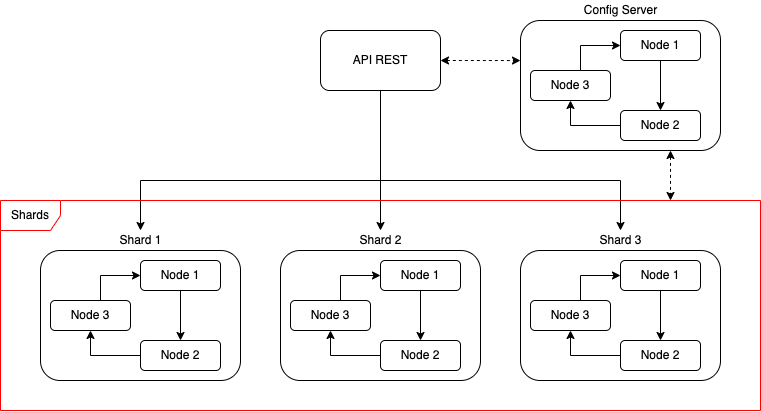 Config Server
API REST
Node 1
Node 3
Node 2
Shards
Shard 1
Node 1
Node 3
Node 2
Shard 2
Node 1
Node 3
Node 2
Shard 3
Node 1
Node 3
Node 2